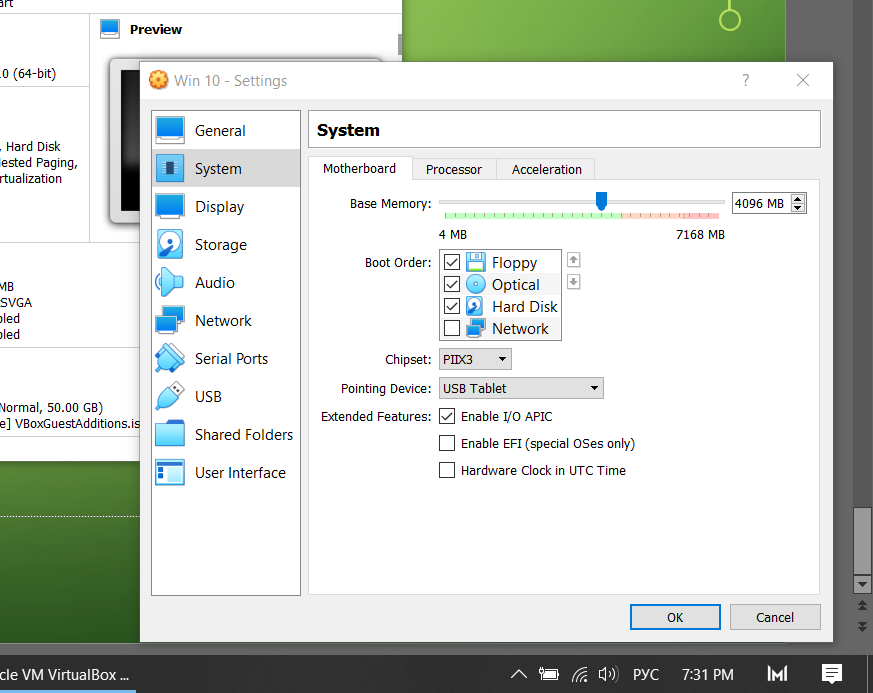 art
Preview
.0 (64-bit)
, Hard Disk
Nested Paging,
rtualization
MB
SVGA
bled
bled
Normal, 50.00 GB)
e] VBoxGuestAdditions.is
Win 10 - Settings
?
General
System
Display
Storage
Audio
Network
Serial Ports
USB
Shared Folders
User Interface
System
Motherboard Processor Acceleration
Base Memory: 4096 MB
4 MB 7168 MB
Boot Order: Floppy
Optical
Hard Disk
Network
Chipset: PIIX3
Pointing Device: USB Tablet
Extended Features: Enable I/O APIC
Enable EFI (special OSes only)
Hardware Clock in UTC Time
OK Cancel
cle VM VirtualBox ... РУС 7:31 PM